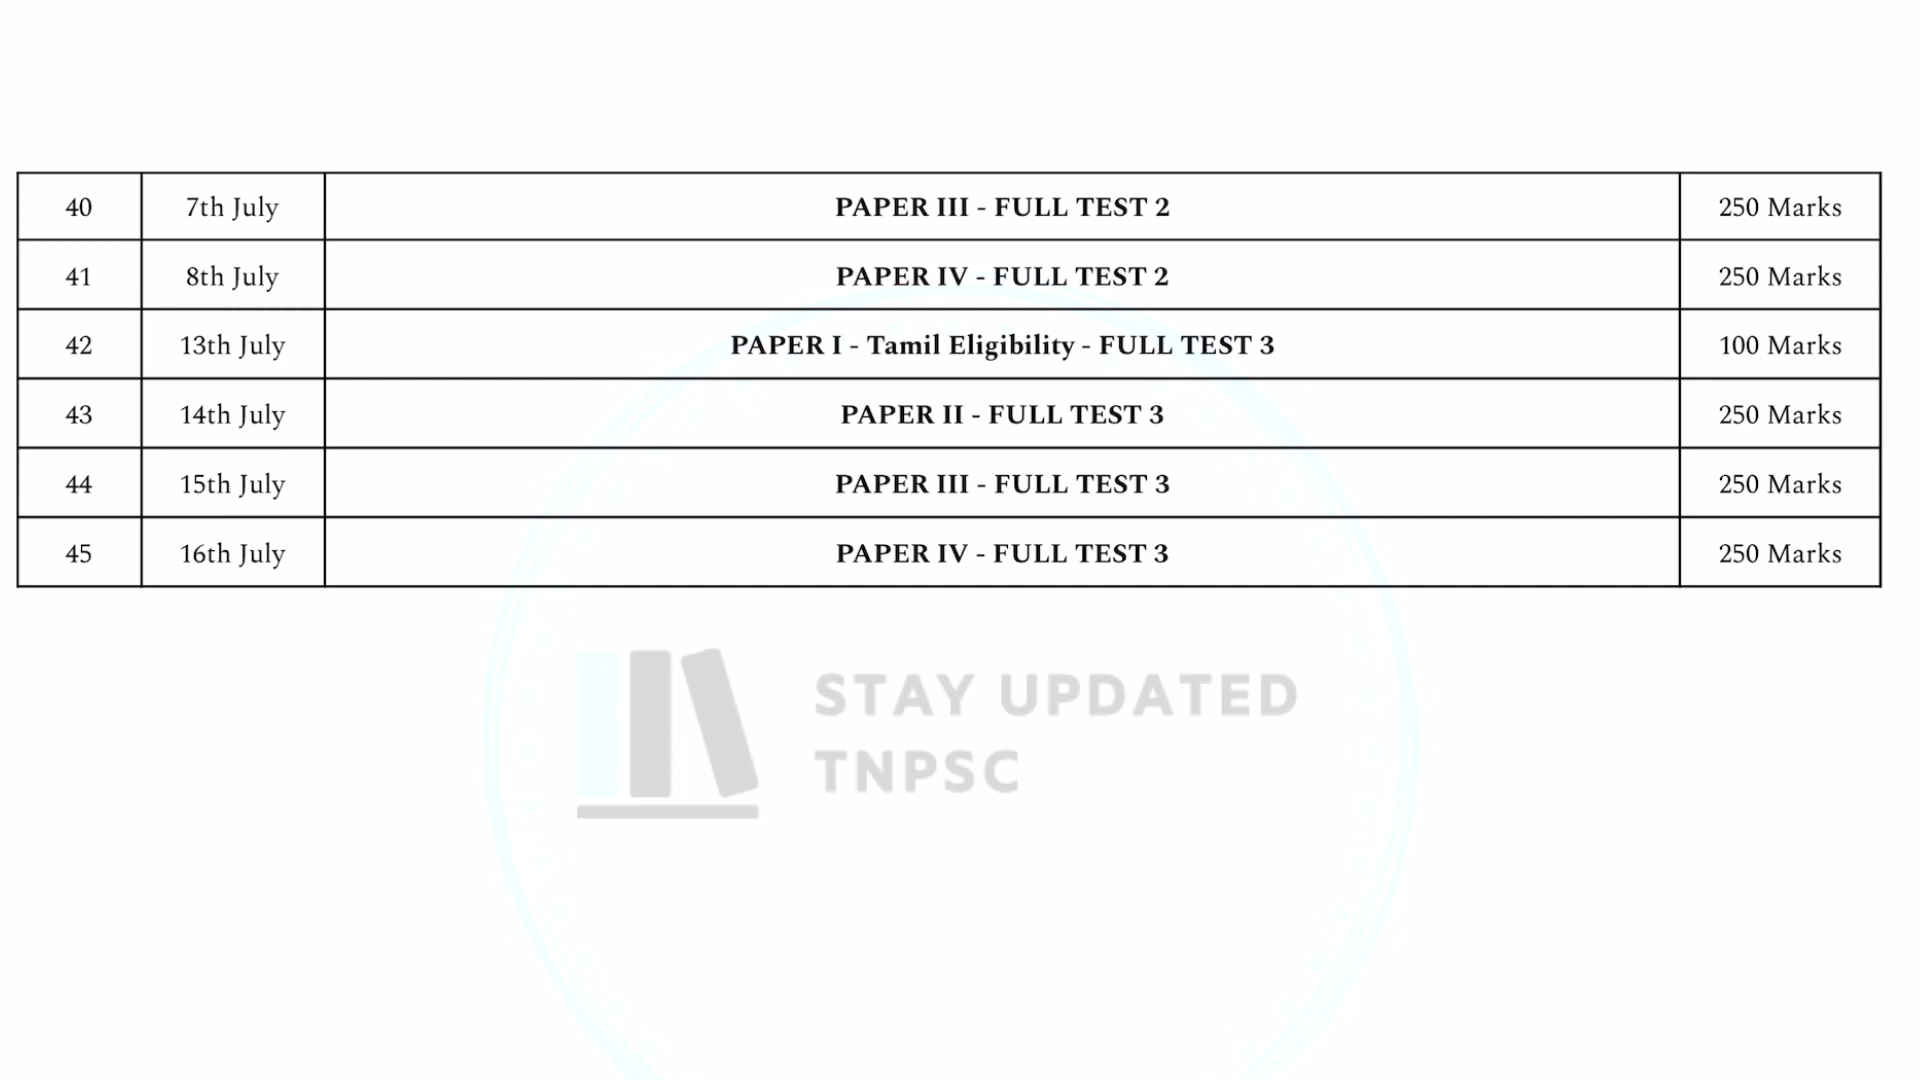 40 7th July PAPER III - FULL TEST 2 250 Marks
41 8th July PAPER IV - FULL TEST 2 250 Marks
42 13th July PAPER I - Tamil Eligibility - FULL TEST 3 100 Marks
43 14th July PAPER II - FULL TEST 3 250 Marks
44 15th July PAPER III - FULL TEST 3 250 Marks
45 16th July PAPER IV - FULL TEST 3 250 Marks
STAY UPDATED
TNPSC